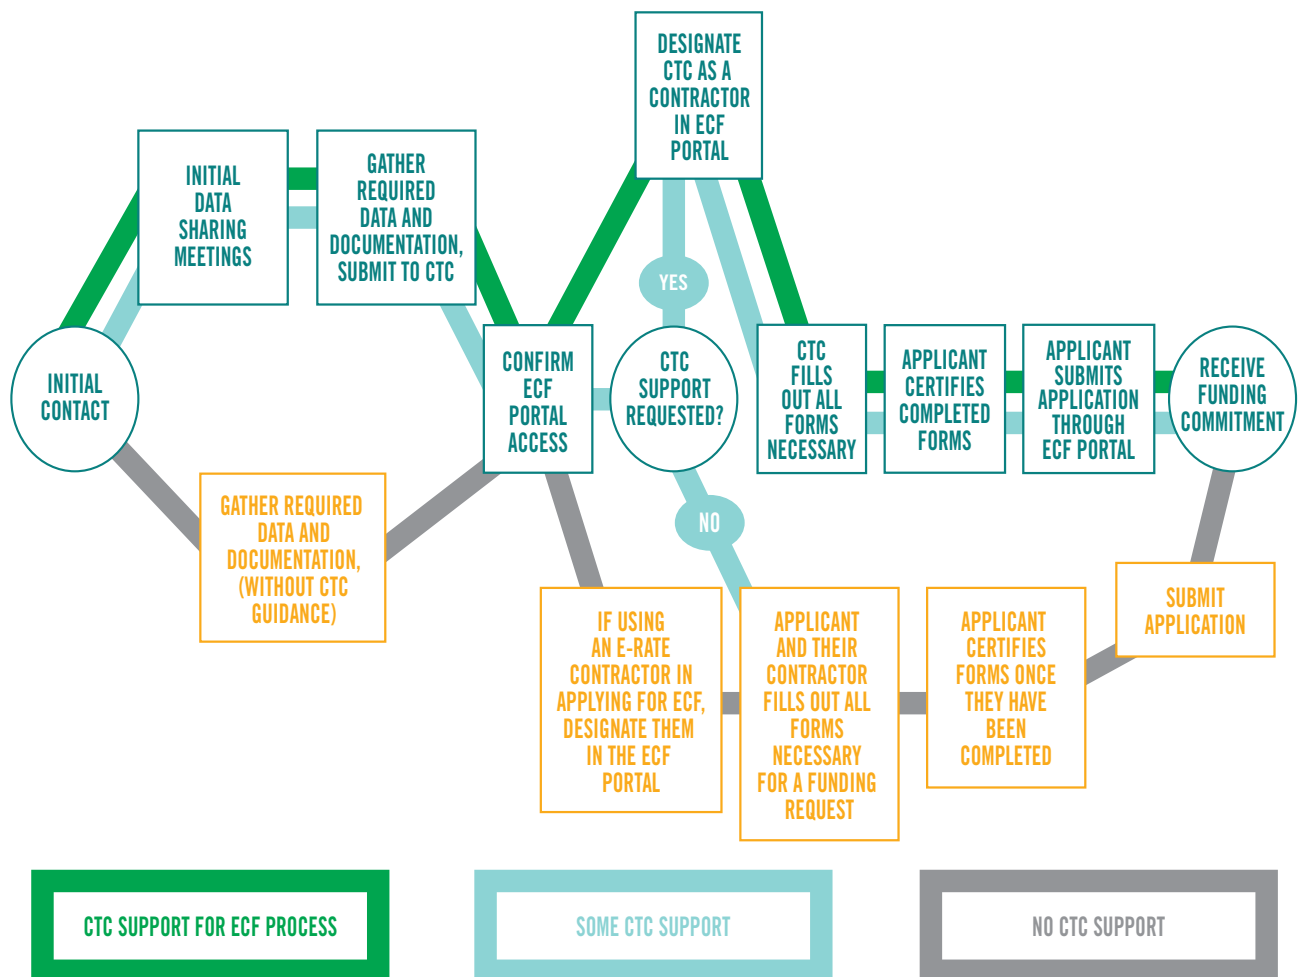 DESIGNATE
CTC AS A
CONTRACTOR
IN ECF
PORTAL
INITIAL
DATA
SHARING
MEETINGS
GATHER
REQUIRED
DATA AND
DOCUMENTATION,
SUBMIT TO CTC
YES
INITIAL
CONTACT
CONFIRM
ECF
PORTAL
ACCESS
CTC
SUPPORT
REQUESTED?
CTC
FILLS
OUT ALL
FORMS
NECESSARY
APPLICANT
CERTIFIES
COMPLETED
FORMS
APPLICANT
SUBMITS
APPLICATION
THROUGH
ECF PORTAL
RECEIVE
FUNDING
COMMITMENT
GATHER REQUIRED
DATA AND
DOCUMENTATION,
(WITHOUT CTC
GUIDANCE)
NO
IF USING
AN E-RATE
CONTRACTOR IN
APPLYING FOR ECF,
DESIGNATE THEM
IN THE ECF
PORTAL
APPLICANT
AND THEIR
CONTRACTOR
FILLS OUT ALL
FORMS
NECESSARY
FOR A FUNDING
REQUEST
APPLICANT
CERTIFIES
FORMS ONCE
THEY HAVE
BEEN
COMPLETED
SUBMIT
APPLICATION
CTC SUPPORT FOR ECF PROCESS
SOME CTC SUPPORT
NO CTC SUPPORT